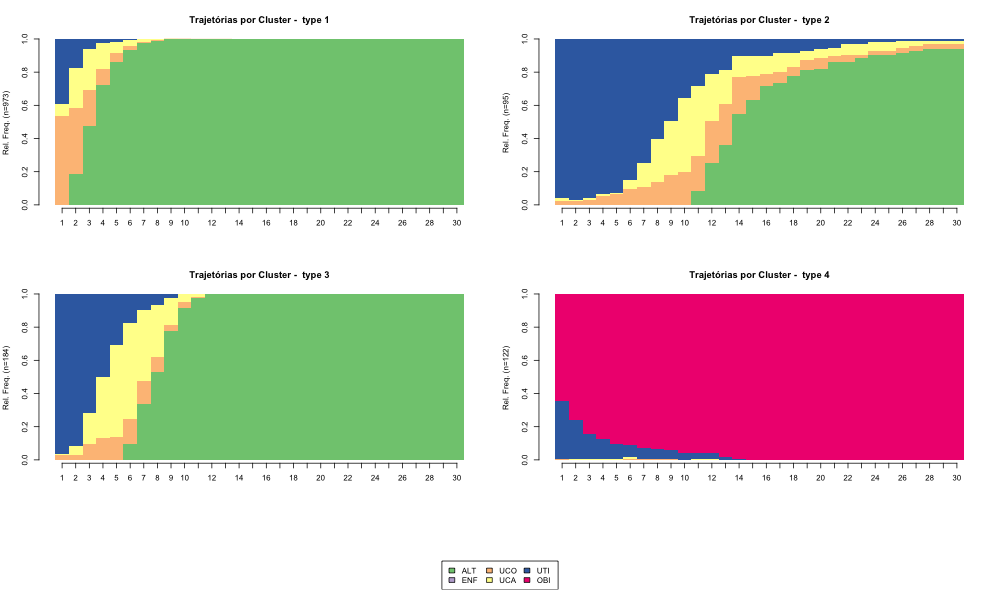 Trajetórias por Cluster -  type 1
Rel. Freq. (n=973)
0.0 0.2 0.4 0.6 0.8 1.0
1 2 3 4 5 6 7 8 9 10 12 14 16 18 20 22 24 26 28 30
Trajetórias por Cluster -  type 2
Rel. Freq. (n=95)
0.0 0.2 0.4 0.6 0.8 1.0
1 2 3 4 5 6 7 8 9 10 12 14 16 18 20 22 24 26 28 30
Trajetórias por Cluster -  type 3
Rel. Freq. (n=184)
0.0 0.2 0.4 0.6 0.8 1.0
1 2 3 4 5 6 7 8 9 10 12 14 16 18 20 22 24 26 28 30
Trajetórias por Cluster -  type 4
Rel. Freq. (n=122)
0.0 0.2 0.4 0.6 0.8 1.0
1 2 3 4 5 6 7 8 9 10 12 14 16 18 20 22 24 26 28 30
ALT UCO UTI
ENF UCA OBI